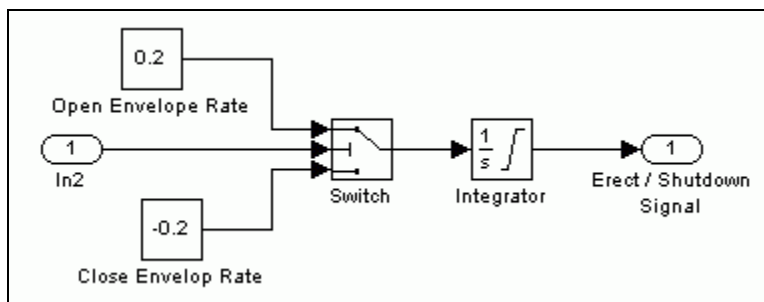 0.2
Open Envelope Rate
1
In2
-0.2
Close Envelop Rate
Switch
1
s
Integrator
1
Erect / Shutdown
Signal